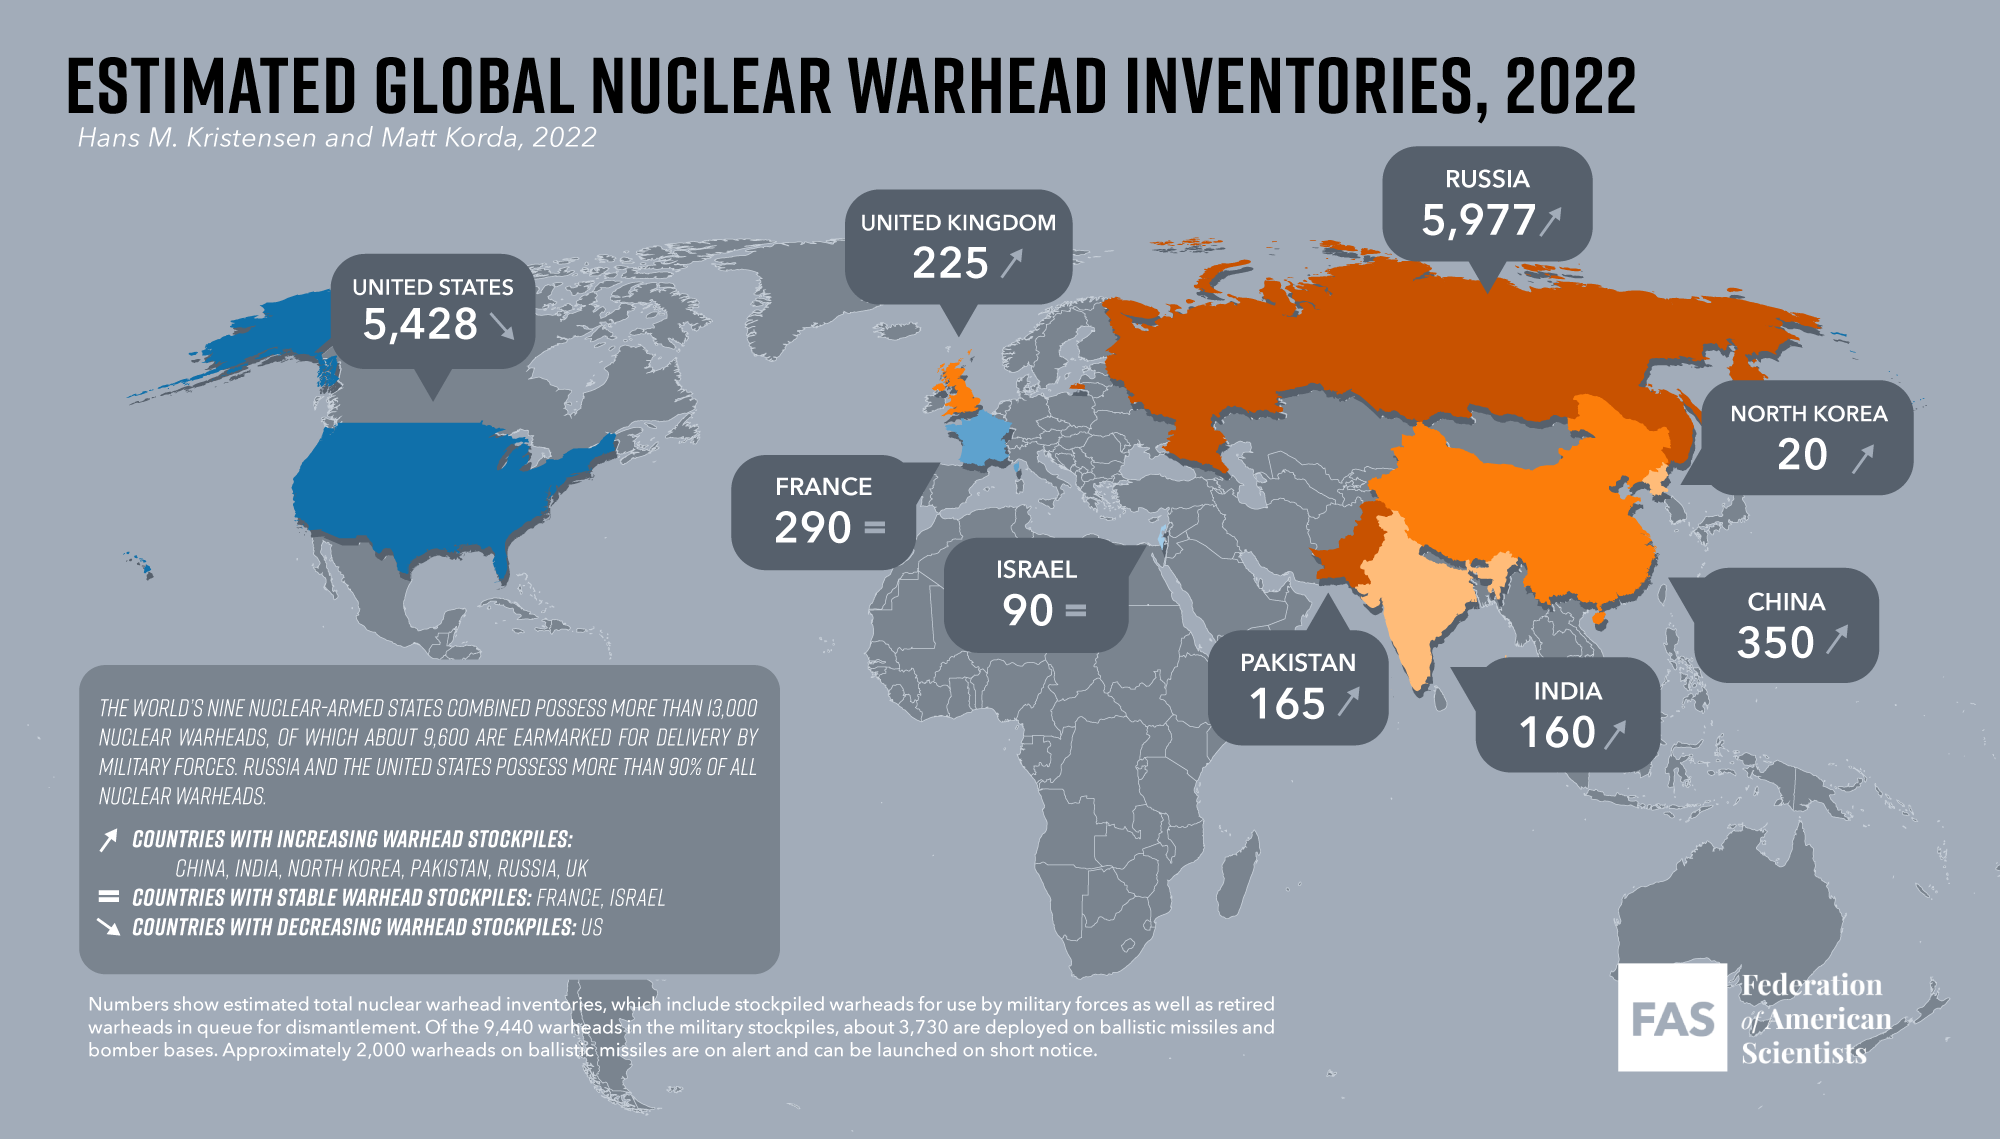 ESTIMATED GLOBAL NUCLEAR WARHEAD INVENTORIES, 2022
Hans M. Kristensen and Matt Korda, 2022
RUSSIA
5,977
UNITED KINGDOM
225
UNITED STATES
5,428
NORTH KOREA
20
FRANCE
290 =
ISRAEL
90 =
CHINA
350
PAKISTAN
165
INDIA
160
THE WORLD'S NINE NUCLEAR-ARMED STATES COMBINED POSSESS MORE THAN 13,000
NUCLEAR WARHEADS, OF WHICH ABOUT 9,600 ARE EARMARKED FOR DELIVERY BY
MILITARY FORCES. RUSSIA AND THE UNITED STATES POSSESS MORE THAN 90% OF ALL
NUCLEAR WARHEADS.
COUNTRIES WITH INCREASING WARHEAD STOCKPILES:
CHINA, INDIA, NORTH KOREA, PAKISTAN, RUSSIA, UK
= COUNTRIES WITH STABLE WARHEAD STOCKPILES: FRANCE, ISRAEL
COUNTRIES WITH DECREASING WARHEAD STOCKPILES: US
Numbers show estimated total nuclear warhead inventories, which include stockpiled warheads for use by military forces as well as retired
warheads in queue for dismantlement. Of the 9,440 warheads in the military stockpiles, about 3,730 are deployed on ballistic missiles and
bomber bases. Approximately 2,000 warheads on ballistic missiles are on alert and can be launched on short notice.
FAS
Federation
of American
Scientists